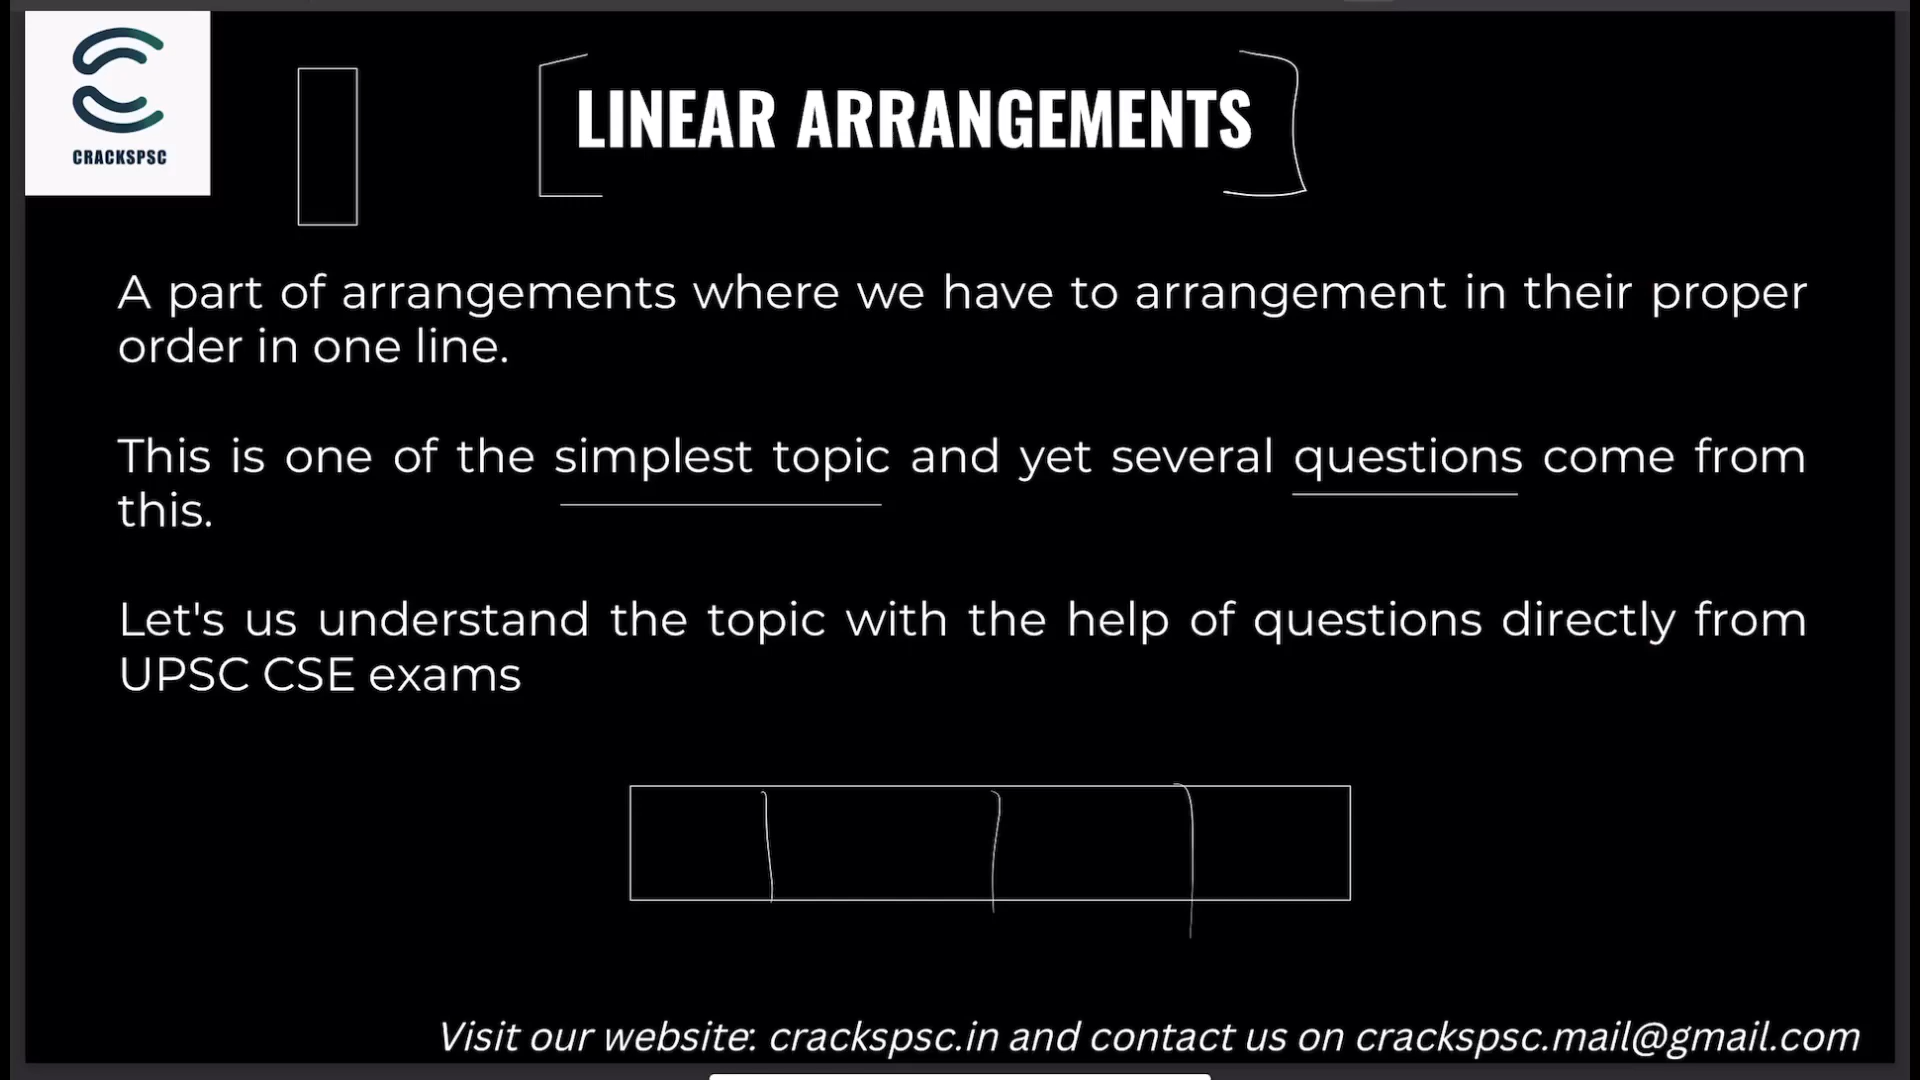 CRACKSPSC
LINEAR ARRANGEMENTS
A part of arrangements where we have to arrangement in their proper
order in one line.
This is one of the simplest topic and yet several questions come from
this.
Let's us understand the topic with the help of questions directly from
UPSC CSE exams
Visit our website: crackspsc.in and contact us on crackspsc.mail@gmail.com